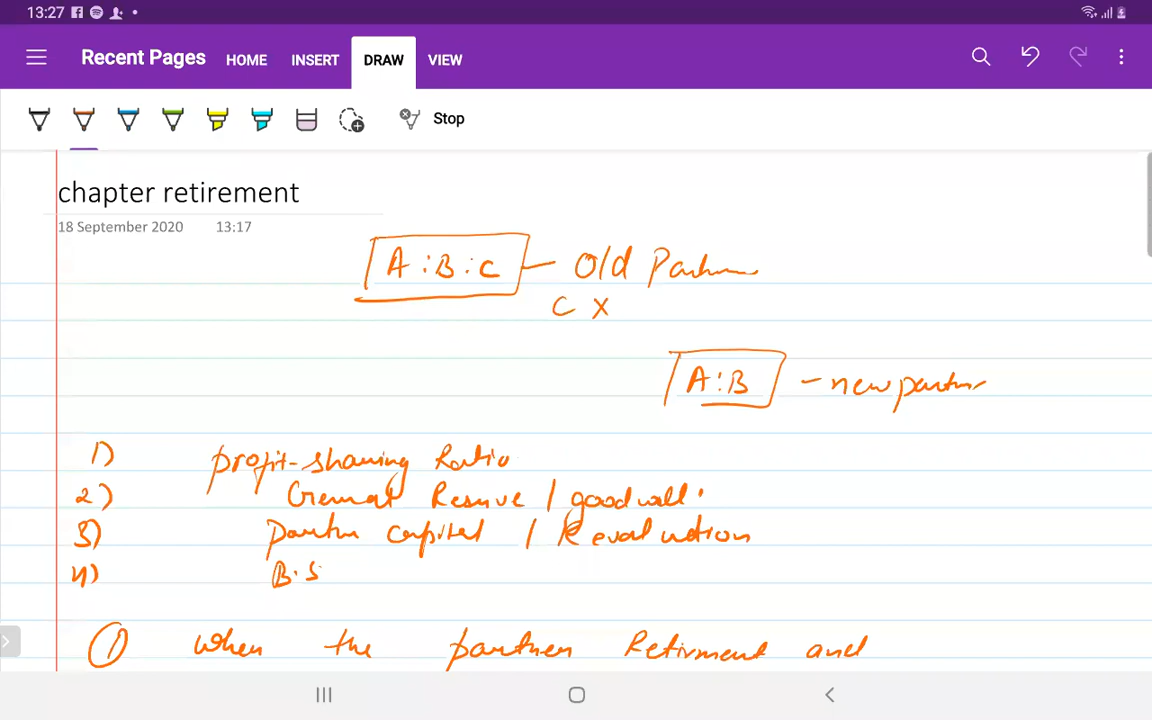 13:27
Recent Pages HOME INSERT DRAW VIEW
Stop
chapter retirement
18 September 2020 13:17
A : B : C — Old Partner
C X
A : B — new partner
1) profit-sharing Ratio
2) General Reserve / goodwill.
3) Partner capital / Revaluation
4) B.S
1 when the partner Retirment and